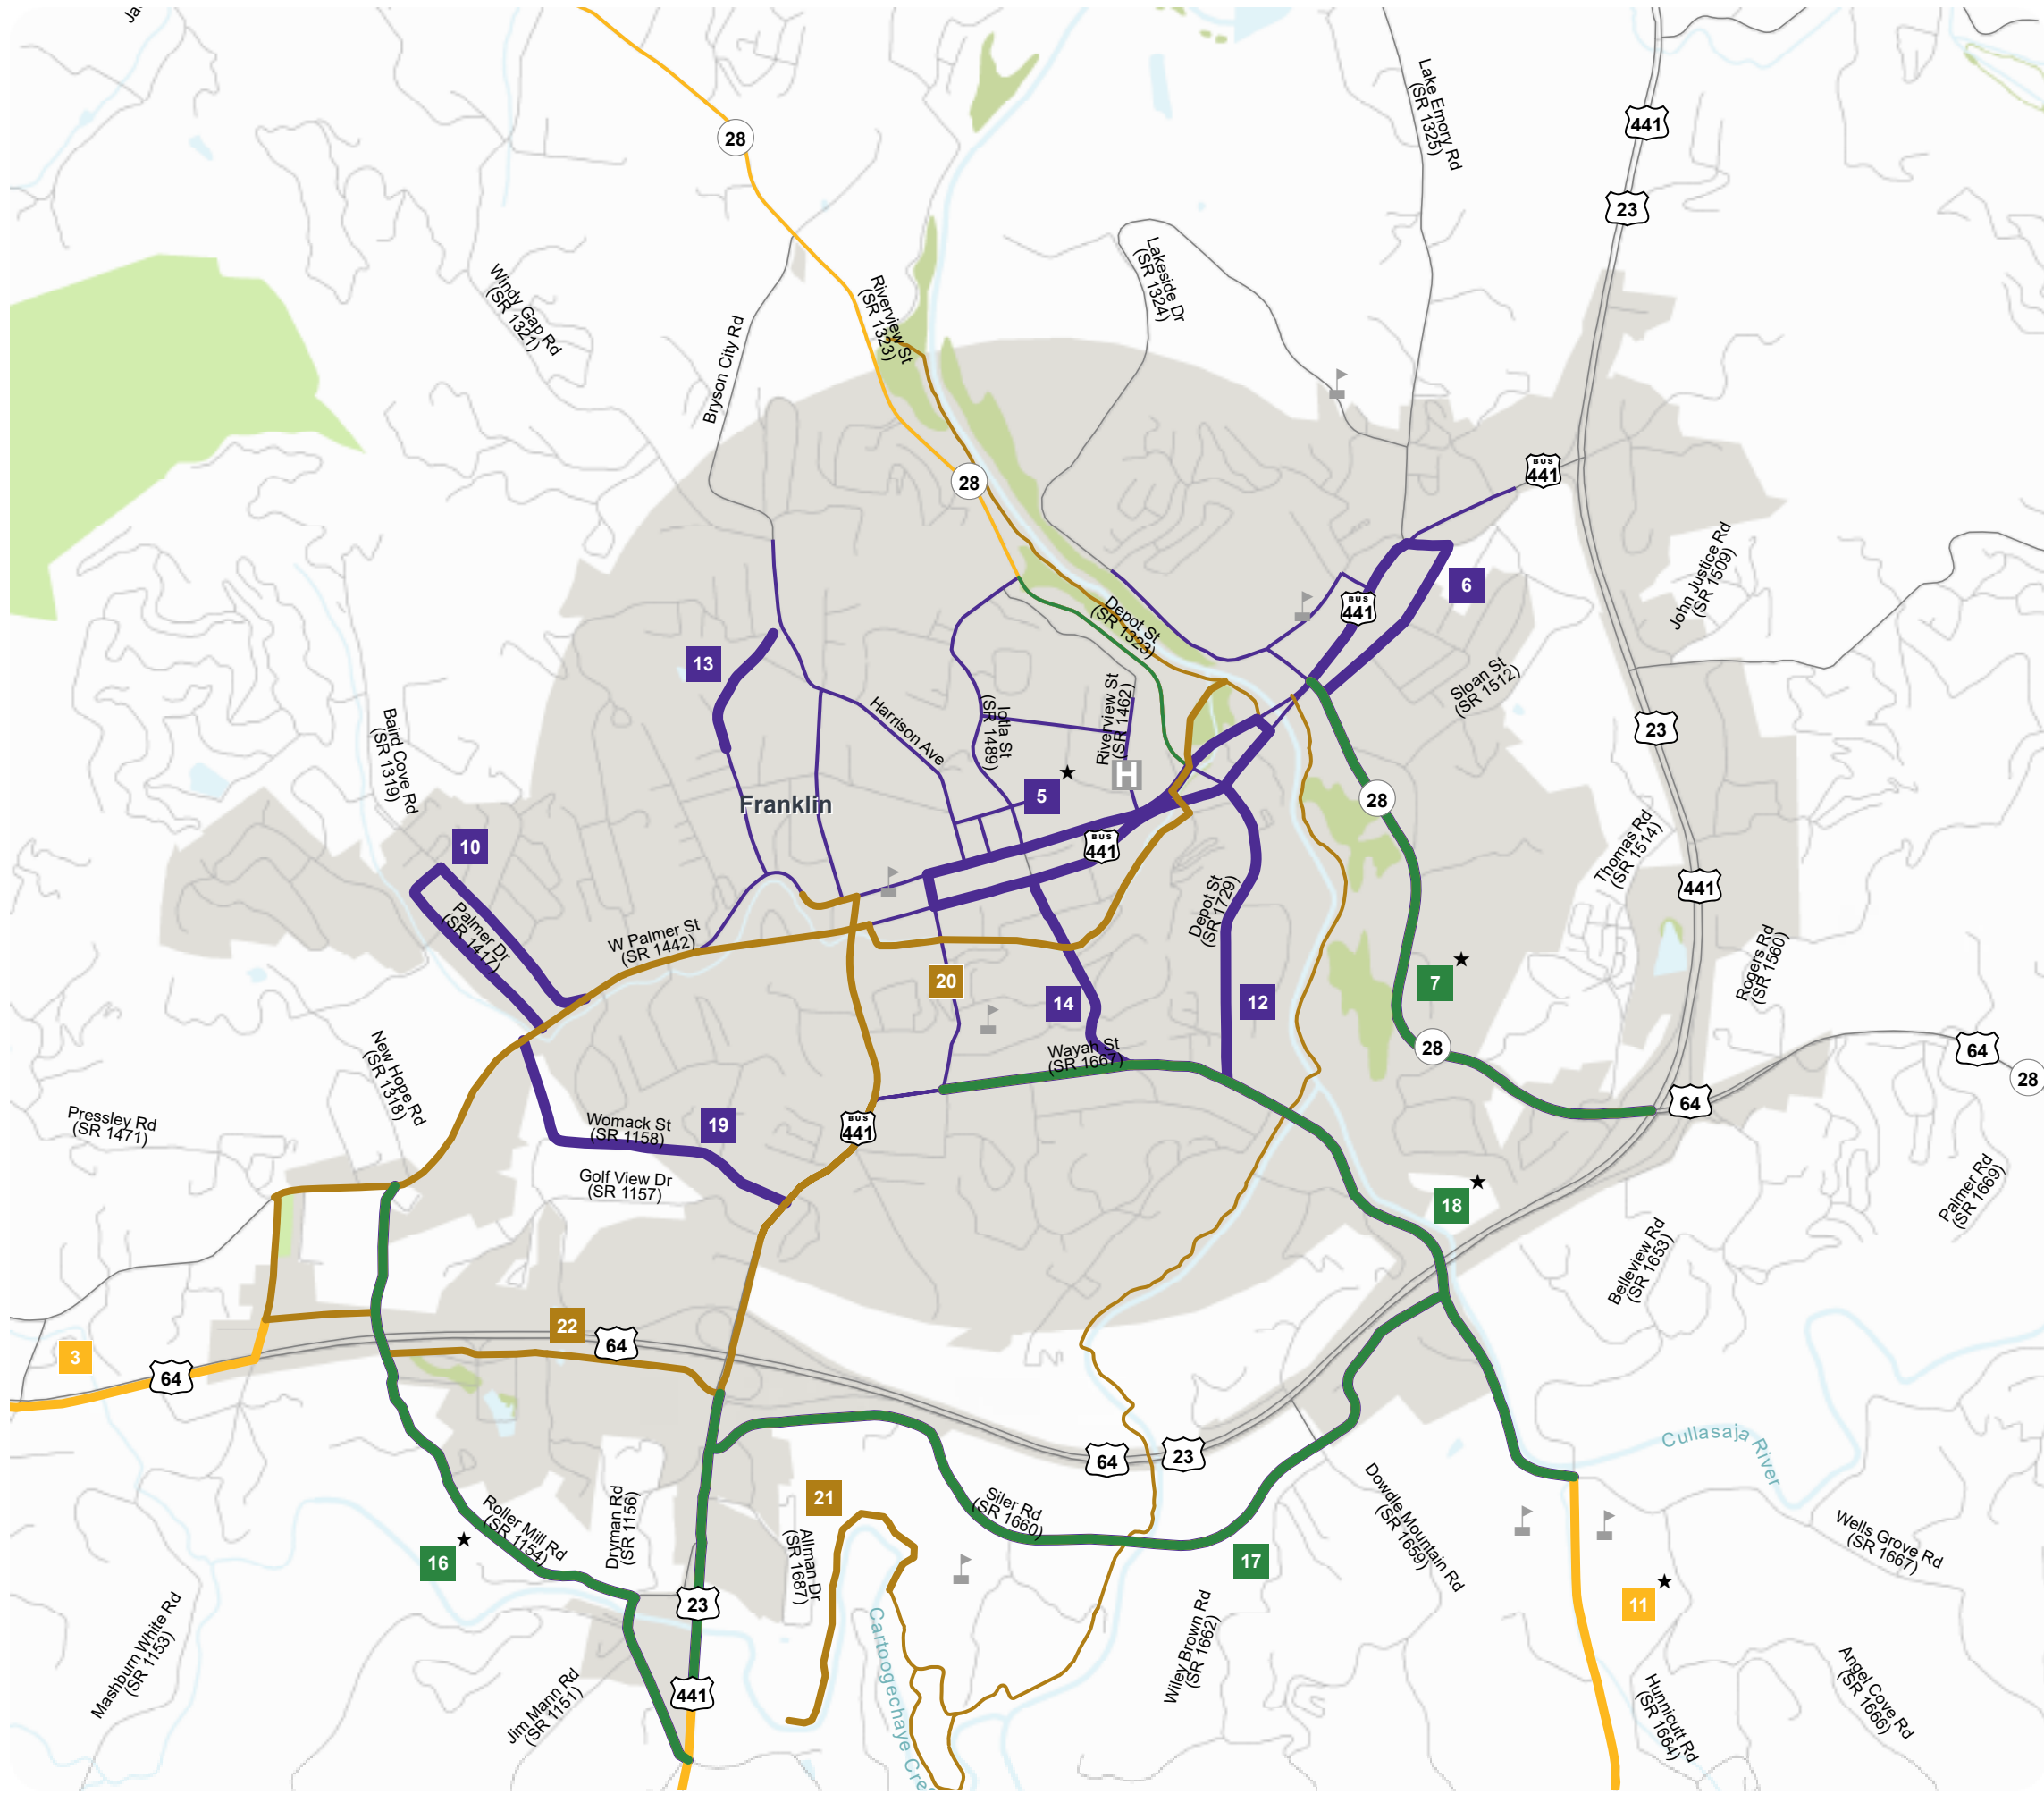 Ja
28
441
Lake Emory Rd
(SR 1325)
23
Windy Gap Rd
(SR 1321)
Riverview St
(SR 1323)
Lakeside Dr
(SR 1324)
Bryson City Rd
28
BUS
441
John Justice Rd
(SR 1509)
6
BUS
441
Depot St
(SR 1323)
13
Sloan St
(SR 1512)
Baird Cove Rd
(SR 1319)
Harrison Ave
Iotla St
(SR 1489)
Riverview St
(SR 1462)
23
H
5
Franklin
28
10
BUS
441
Thomas Rd
(SR 1514)
441
Palmer Dr
(SR 1417)
W Palmer St
(SR 1442)
Depot St
(SR 1729)
Rogers Rd
(SR 1560)
20
7
14
12
New Hope Rd
(SR 1318)
Wayah St
(SR 1667)
28
64
28
64
Pressley Rd
(SR 1471)
Womack St
(SR 1158)
19
BUS
441
Golf View Dr
(SR 1157)
18
Palmer Rd
(SR 1669)
Belleview Rd
(SR 1653)
22
64
3
64
Cullasaja River
64
23
21
Siler Rd
(SR 1660)
Dowdle Mountain Rd
(SR 1659)
Roller Mill Rd
(SR 1154)
Dryman Rd
(SR 1156)
Allman Dr
(SR 1687)
Wells Grove Rd
(SR 1667)
16
17
23
11
Mashburn White Rd
(SR 1153)
Wiley Brown Rd
(SR 1662)
Cartoogechaye Cree
441
Jim Mann Rd
(SR 1151)
Hunnicutt Rd
(SR 1664)
Angel Cove Rd
(SR 1666)